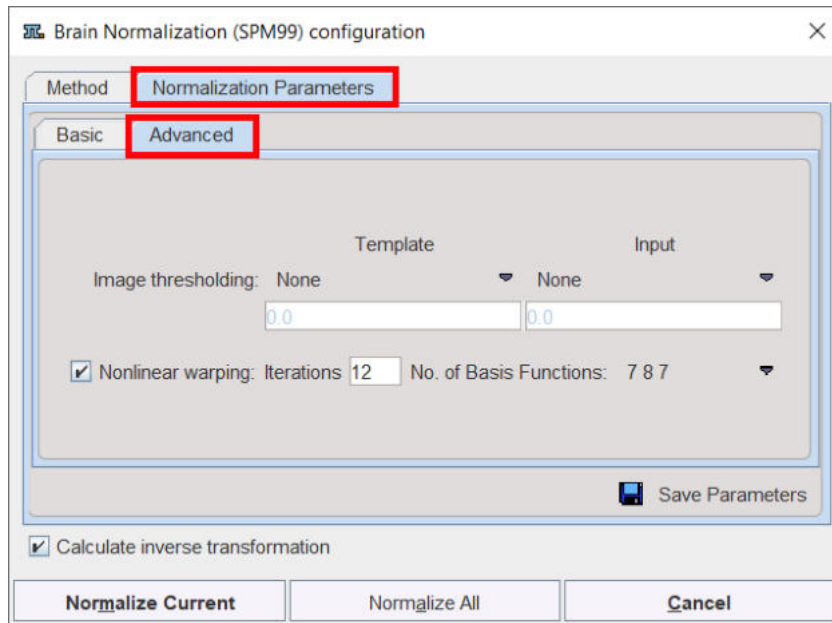 Brain Normalization (SPM99) configuration
Method Normalization Parameters
Basic Advanced
Template Input
Image thresholding: None None
0.0 0.0
Nonlinear warping: Iterations 12 No. of Basis Functions: 7 8 7
Save Parameters
Calculate inverse transformation
Normalize Current Normalize All Cancel